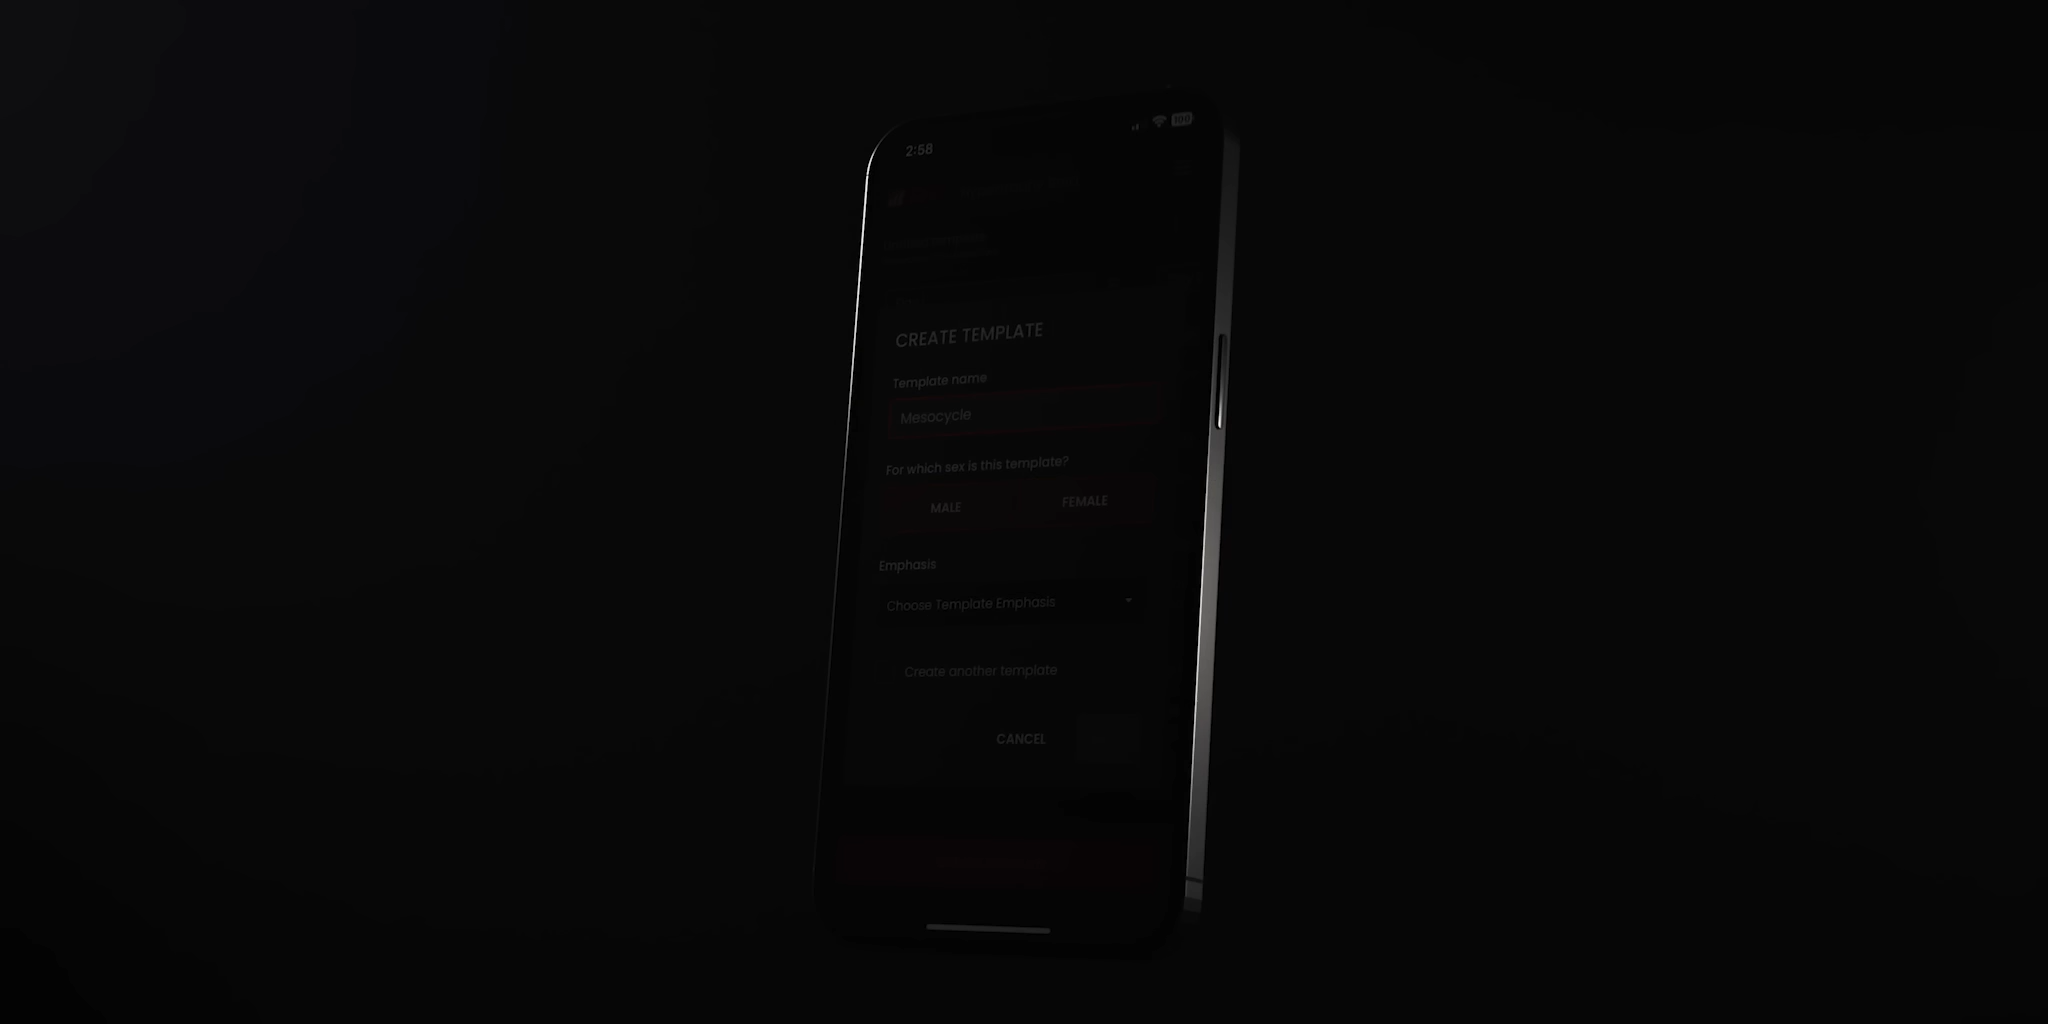 2:58
100
CREATE TEMPLATE
Template name
Mesocycle
For which sex is this template?
MALE
FEMALE
Emphasis
Choose Template Emphasis
Create another template
CANCEL